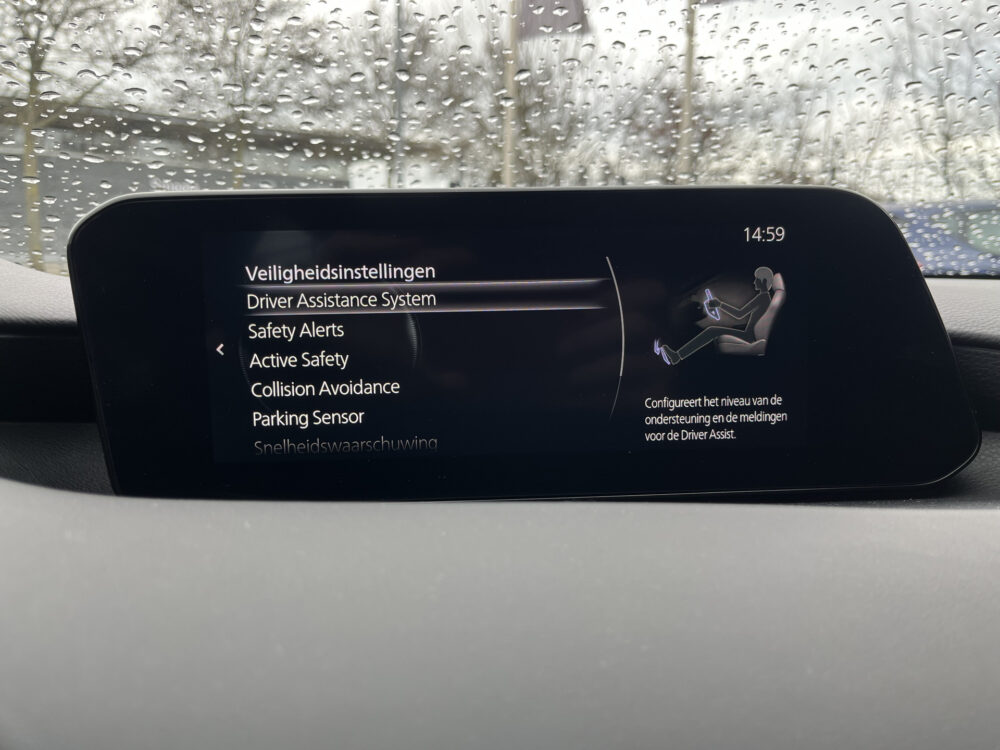 14:59
Veiligheidsinstellingen
Driver Assistance System
Safety Alerts
Active Safety
Collision Avoidance
Parking Sensor
Snelheidswaarschuwing
Configureert het niveau van de
ondersteuning en de meldingen
voor de Driver Assist.